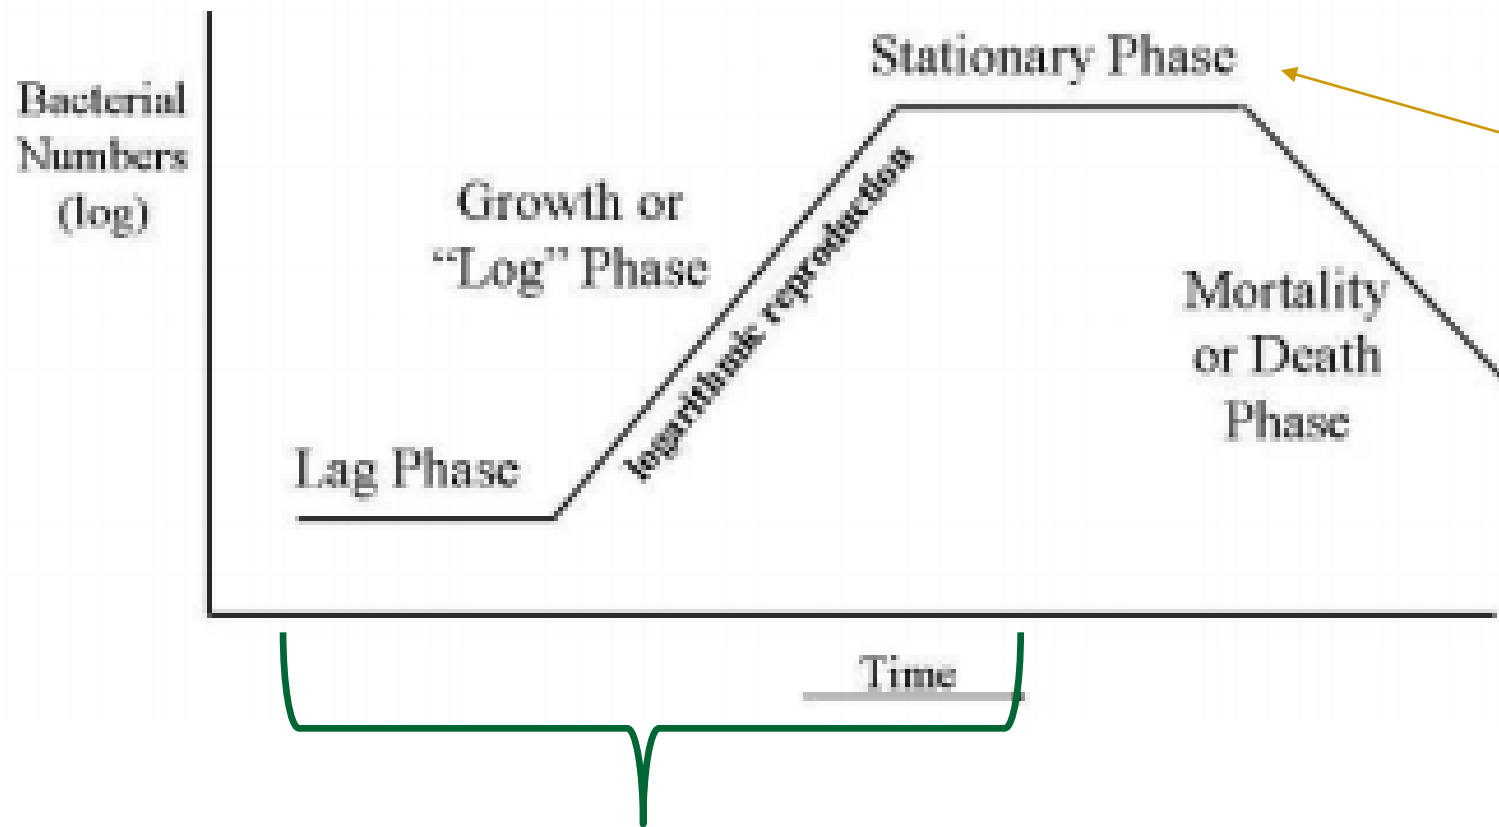 Bacterial
Numbers
(log)
Stationary Phase
Growth or
“Log” Phase
logarithmic reproduction
Mortality
or Death
Phase
Lag Phase
Time